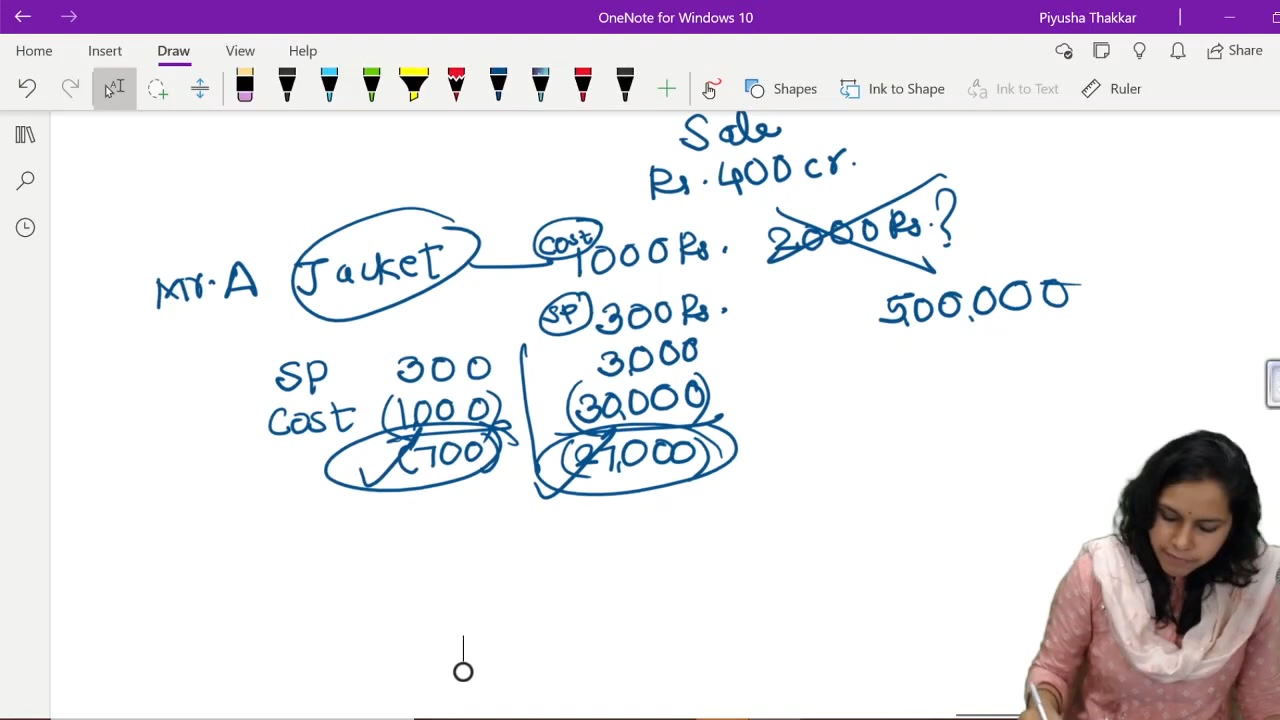 OneNote for Windows 10
Piyusha Thakkar
Home Insert Draw View Help
Share
Shapes
Ink to Shape
Ink to Text
Ruler
Sale
Rs. 400 cr.
Mr. A Jacket cost 1000 Rs. 2000 Rs. ?
SP 300 Rs. 500,000
SP 300 3,000
Cost (1000) (30,000)
(700) (27,000)